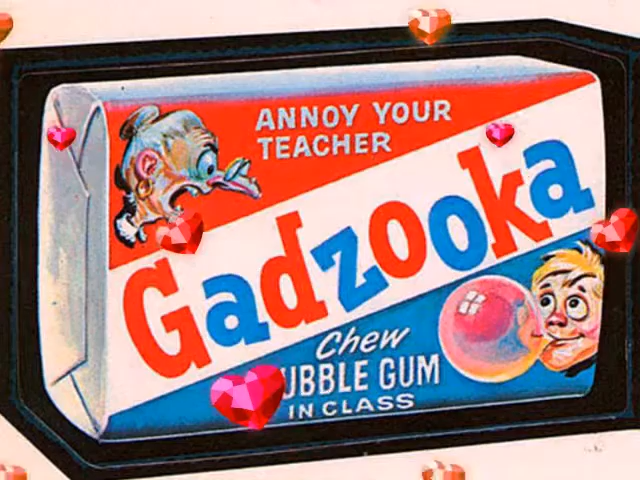 ANNOY YOUR
TEACHER
Gadzooka
Chew
UBBLE GUM
IN CLASS